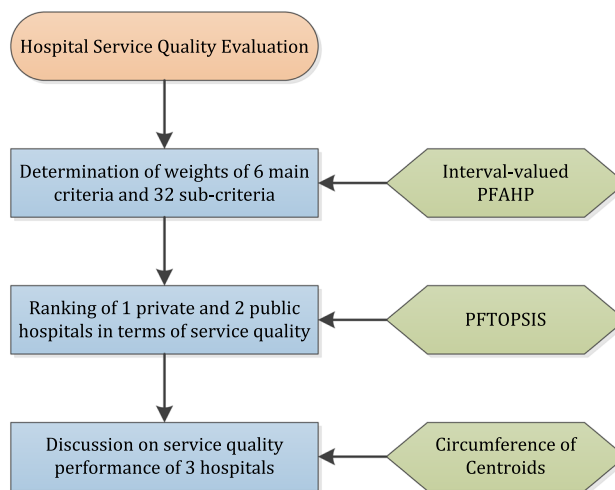 Hospital Service Quality Evaluation
Determination of weights of 6 main
criteria and 32 sub-criteria
Interval-valued
PFAHP
Ranking of 1 private and 2 public
hospitals in terms of service quality
PFTOPSIS
Discussion on service quality
performance of 3 hospitals
Circumference of
Centroids